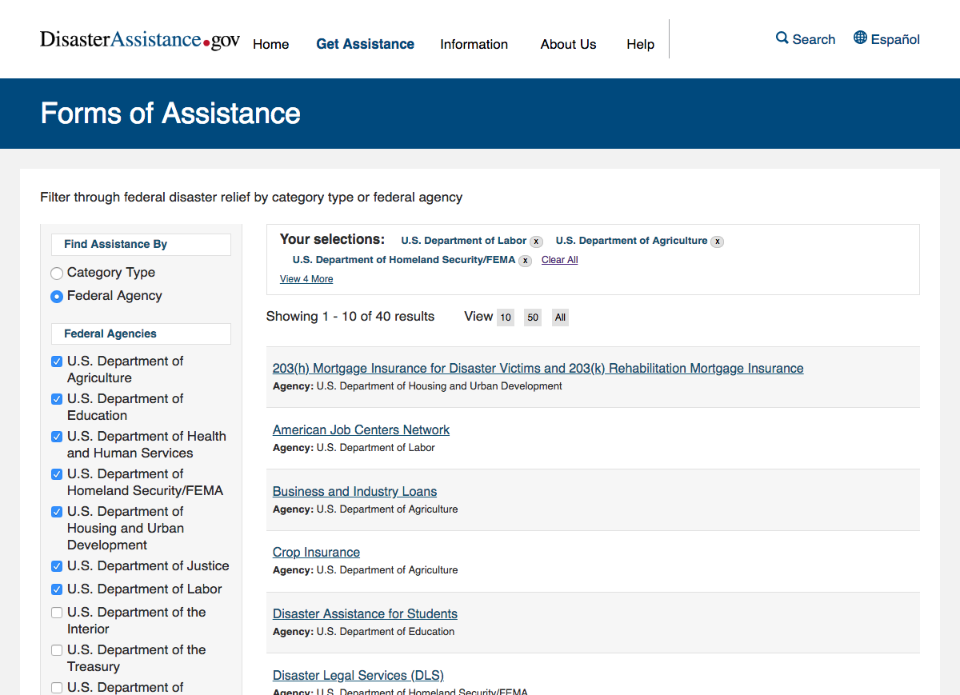 DisasterAssistance.gov
Home
Get Assistance
Information
About Us
Help
Search
Español
Forms of Assistance
Filter through federal disaster relief by category type or federal agency
Find Assistance By
Category Type
Federal Agency
Federal Agencies
U.S. Department of
Agriculture
U.S. Department of
Education
U.S. Department of Health
and Human Services
U.S. Department of
Homeland Security/FEMA
U.S. Department of
Housing and Urban
Development
U.S. Department of Justice
U.S. Department of Labor
U.S. Department of the
Interior
U.S. Department of the
Treasury
U.S. Department of
Your selections: U.S. Department of Labor x U.S. Department of Agriculture x
U.S. Department of Homeland Security/FEMA x Clear All
View 4 More
Showing 1 - 10 of 40 results View 10 50 All
203(h) Mortgage Insurance for Disaster Victims and 203(k) Rehabilitation Mortgage Insurance
Agency: U.S. Department of Housing and Urban Development
American Job Centers Network
Agency: U.S. Department of Labor
Business and Industry Loans
Agency: U.S. Department of Agriculture
Crop Insurance
Agency: U.S. Department of Agriculture
Disaster Assistance for Students
Agency: U.S. Department of Education
Disaster Legal Services (DLS)
Agency: U.S. Department of Homeland Security/FEMA